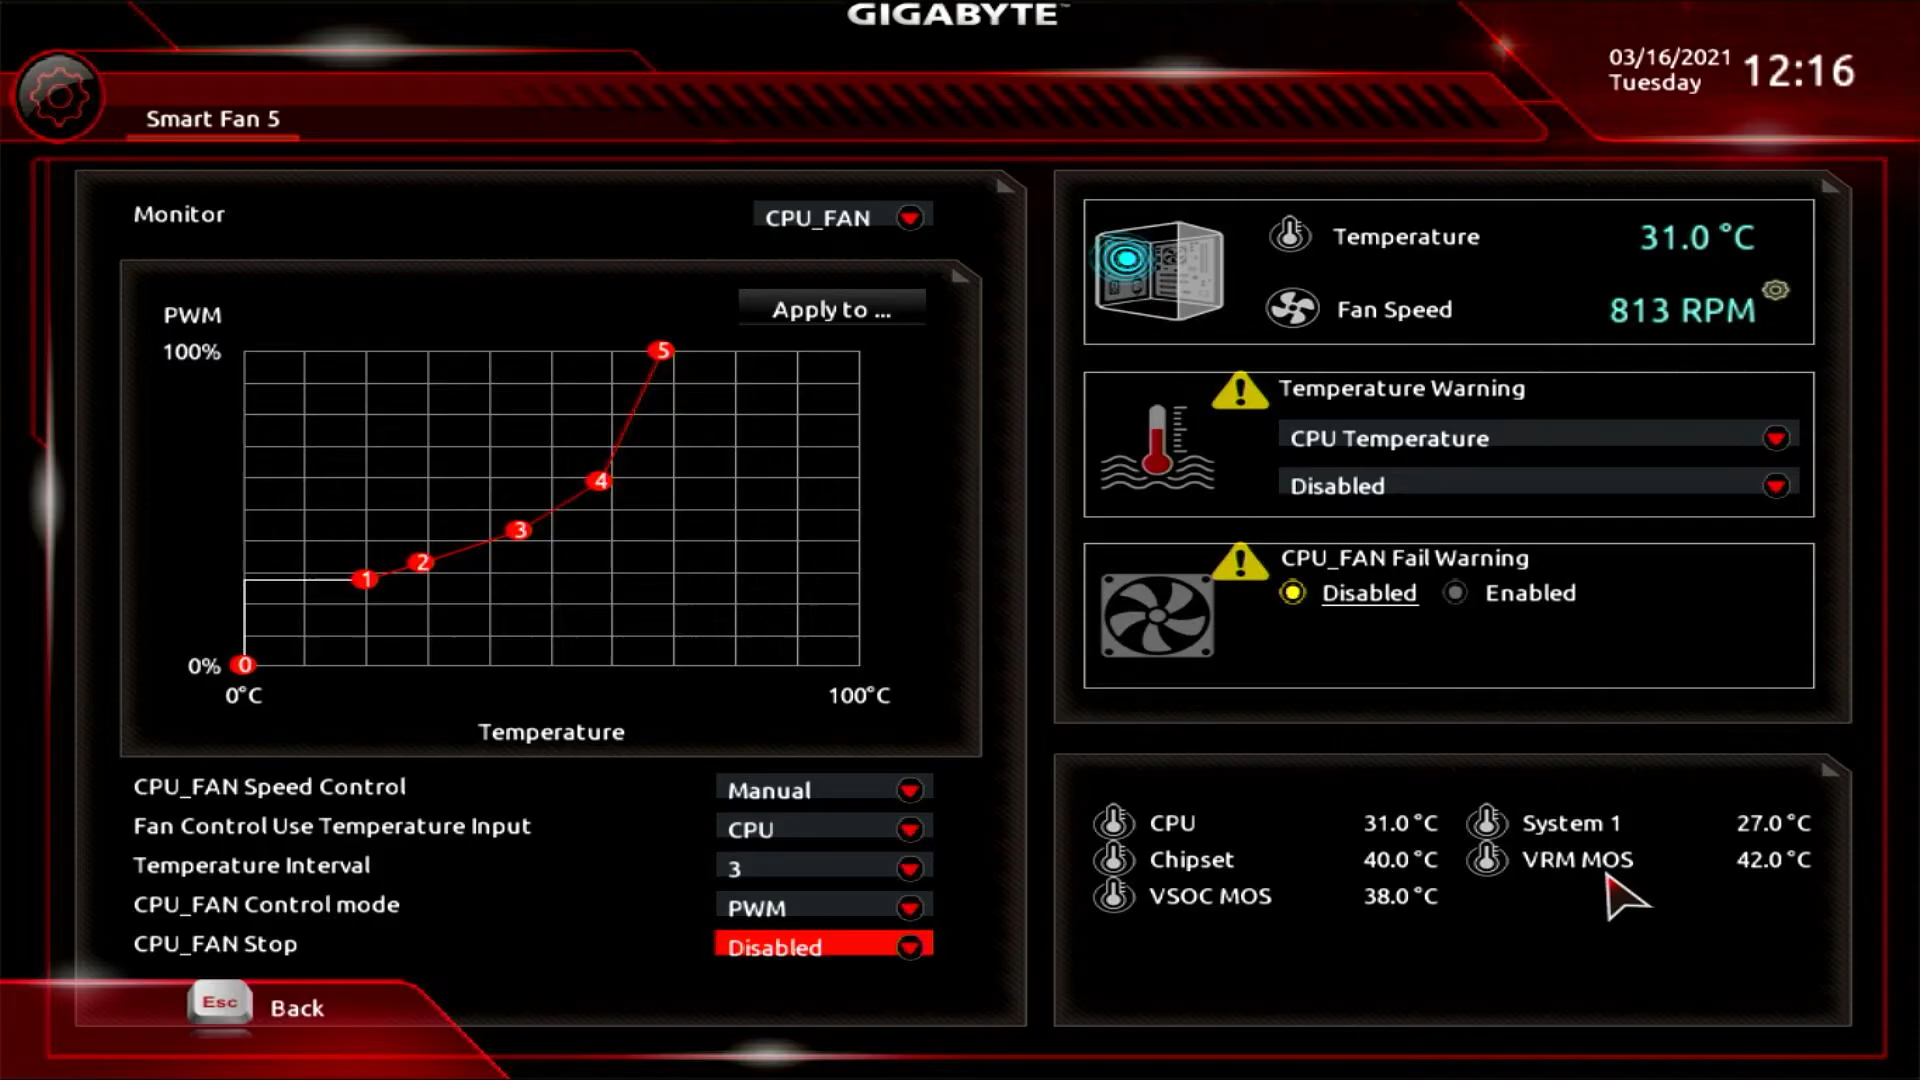 GIGABYTE™
03/16/2021
Tuesday
12:16
Smart Fan 5
Monitor
CPU_FAN
PWM
Apply to ...
100%
5
4
3
2
1
0%
0
0°C
100°C
Temperature
CPU_FAN Speed Control
Manual
Fan Control Use Temperature Input
CPU
Temperature Interval
3
CPU_FAN Control mode
PWM
CPU_FAN Stop
Disabled
Esc
Back
Temperature
31.0 °C
Fan Speed
813 RPM
Temperature Warning
CPU Temperature
Disabled
CPU_FAN Fail Warning
Disabled
Enabled
CPU
31.0 °C
System 1
27.0 °C
Chipset
40.0 °C
VRM MOS
42.0 °C
VSOC MOS
38.0 °C